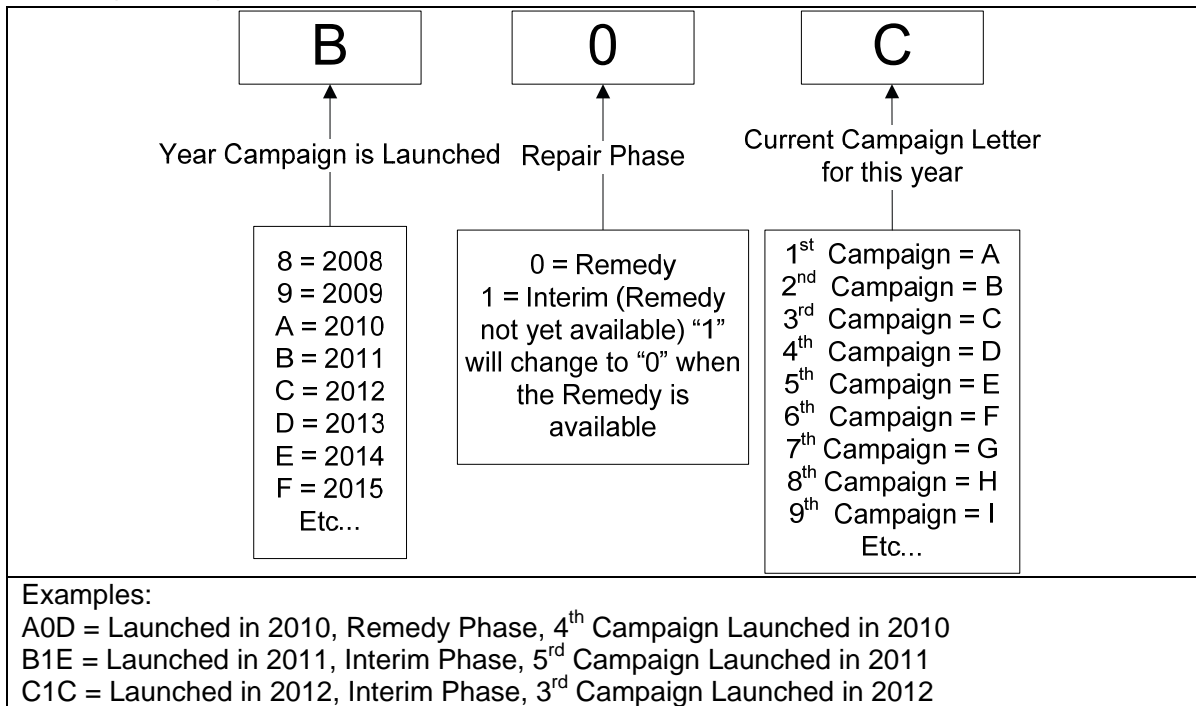 B 0 C
Year Campaign is Launched
Repair Phase
Current Campaign Letter
for this year
8 = 2008
9 = 2009
A = 2010
B = 2011
C = 2012
D = 2013
E = 2014
F = 2015
Etc...
0 = Remedy
1 = Interim (Remedy
not yet available) “1”
will change to “0” when
the Remedy is
available
1st Campaign = A
2nd Campaign = B
3rd Campaign = C
4th Campaign = D
5th Campaign = E
6th Campaign = F
7th Campaign = G
8th Campaign = H
9th Campaign = I
Etc...
Examples:
A0D = Launched in 2010, Remedy Phase, 4th Campaign Launched in 2010
B1E = Launched in 2011, Interim Phase, 5rd Campaign Launched in 2011
C1C = Launched in 2012, Interim Phase, 3rd Campaign Launched in 2012